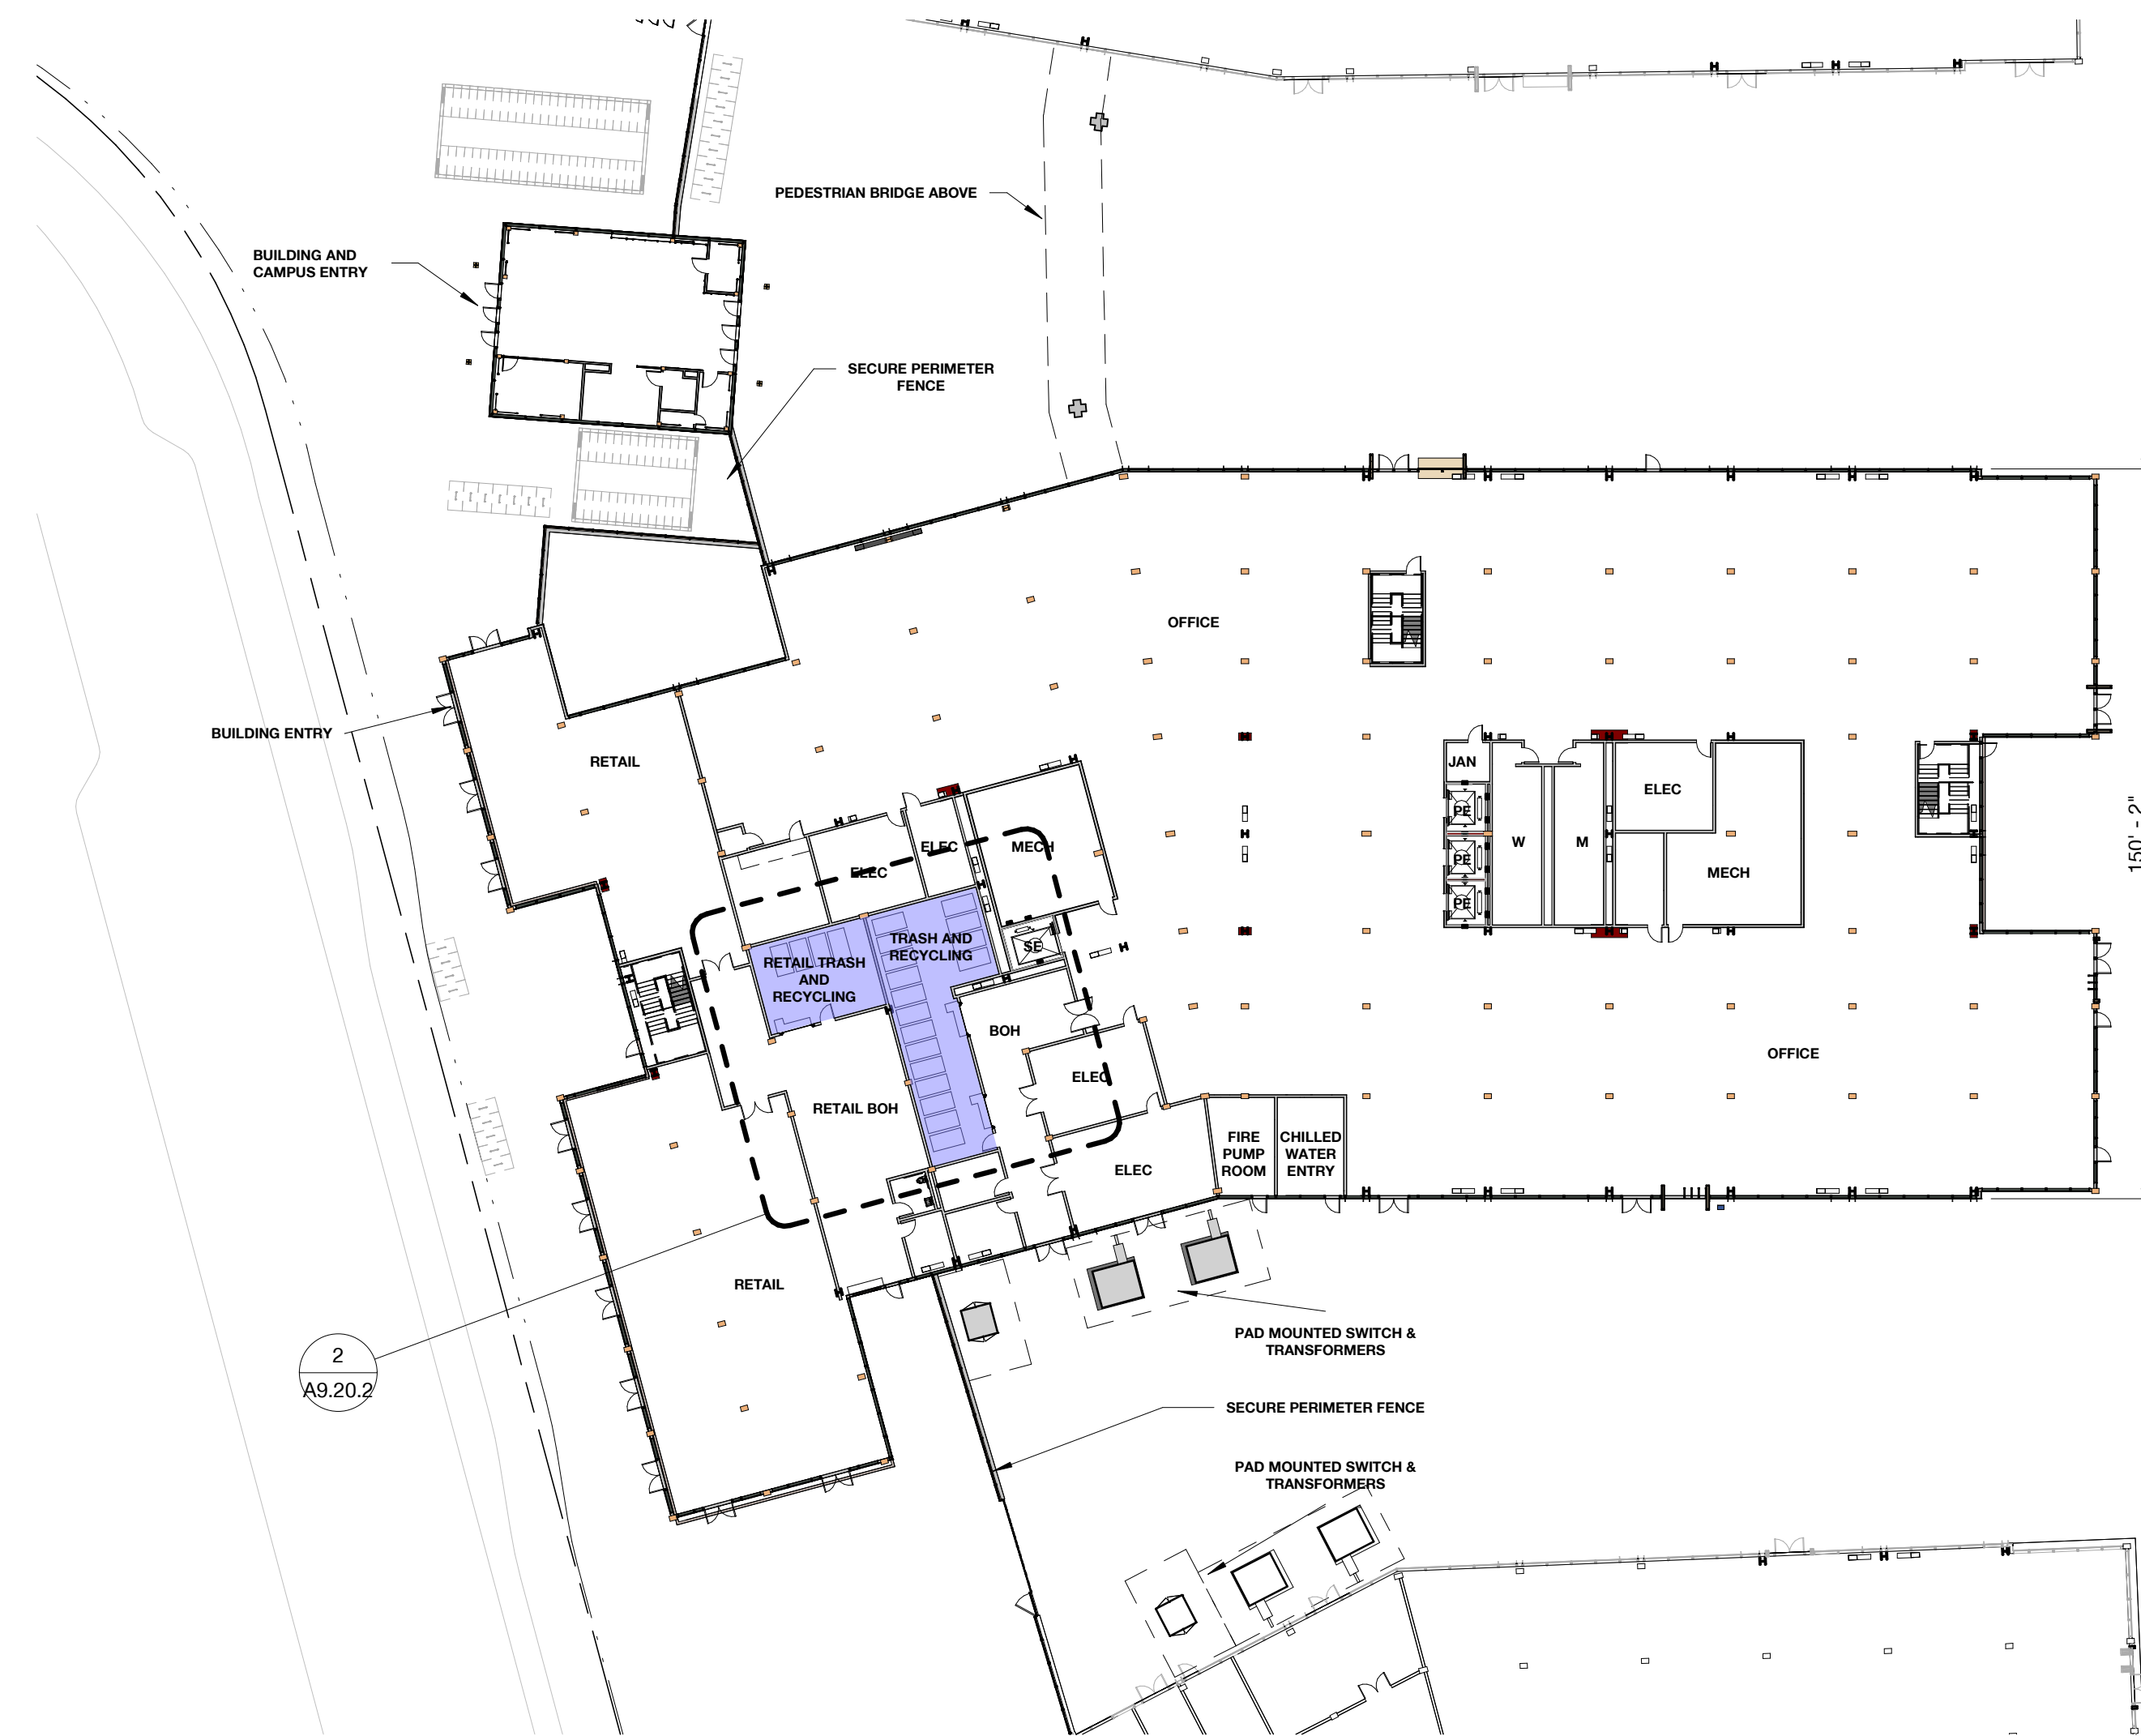 PEDESTRIAN BRIDGE ABOVE
BUILDING AND
CAMPUS ENTRY
SECURE PERIMETER
FENCE
OFFICE
BUILDING ENTRY
RETAIL
JAN
ELEC
PE
150' - 2"
ELEC
MECH
W
M
PE
ELEC
MECH
PE
TRASH AND
RECYCLING
SE
RETAIL TRASH
AND
RECYCLING
BOH
OFFICE
ELEC
RETAIL BOH
FIRE
PUMP
ROOM
CHILLED
WATER
ENTRY
ELEC
RETAIL
PAD MOUNTED SWITCH &
TRANSFORMERS
2
A9.20.2
SECURE PERIMETER FENCE
PAD MOUNTED SWITCH &
TRANSFORMERS